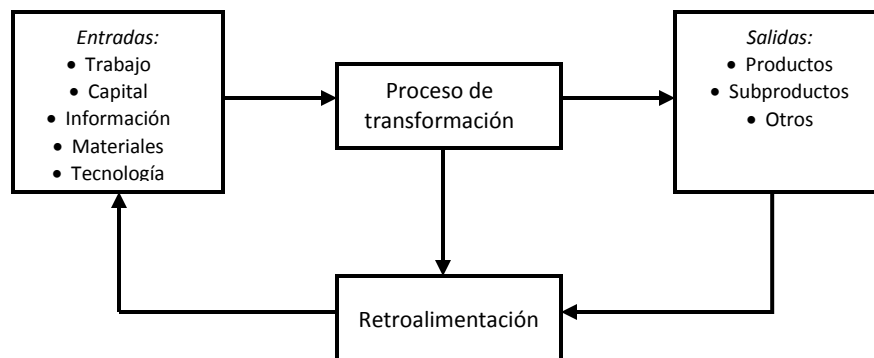 Entradas:
• Trabajo
• Capital
• Información
• Materiales
• Tecnología
Proceso de
transformación
Salidas:
• Productos
• Subproductos
• Otros
Retroalimentación